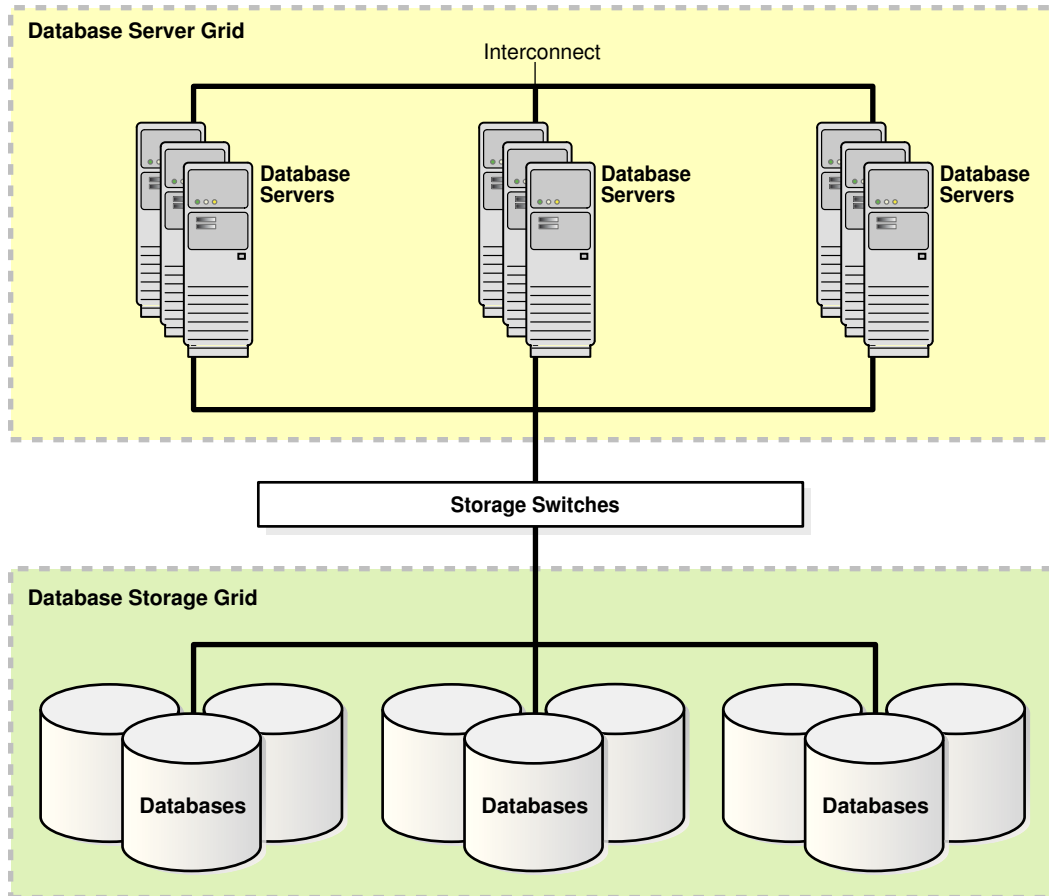 Database Server Grid
Interconnect
Database
Servers
Database
Servers
Database
Servers
Storage Switches
Database Storage Grid
Databases
Databases
Databases